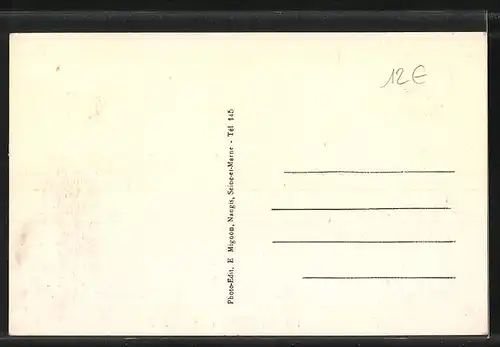 12€
Photo-Edit. E Mignon, Nangis, Seine-et-Marne - Tél 145